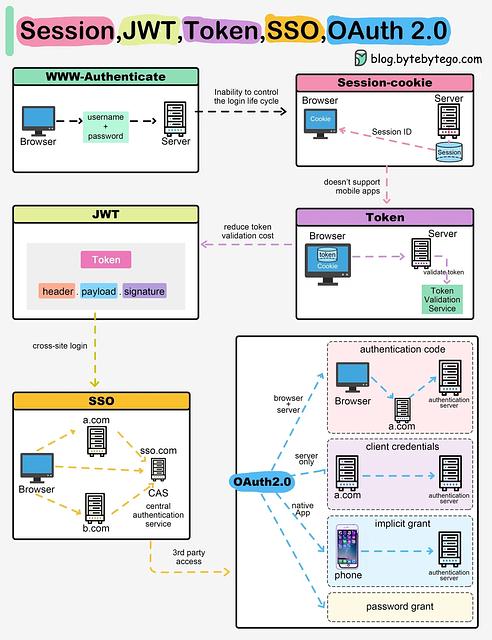 Session,JWT,Token,SSO,OAuth 2.0
blog.bytebytego.com
WWW-Authenticate
username
+
password
Browser
Server
Inability to control
the login life cycle
Session-cookie
Browser
Server
Cookie
Session ID
Session
doesn't support
mobile apps
Token
Browser
Server
token
Cookie
validate token
Token
Validation
Service
reduce token
validation cost
JWT
Token
header . payload . signature
cross-site login
SSO
a.com
sso.com
Browser
CAS
central
authentication
service
b.com
3rd party
access
OAuth2.0
browser
+
server
authentication code
Browser
a.com
authentication
server
server
only
client credentials
a.com
authentication
server
native
App
implicit grant
phone
authentication
server
password grant